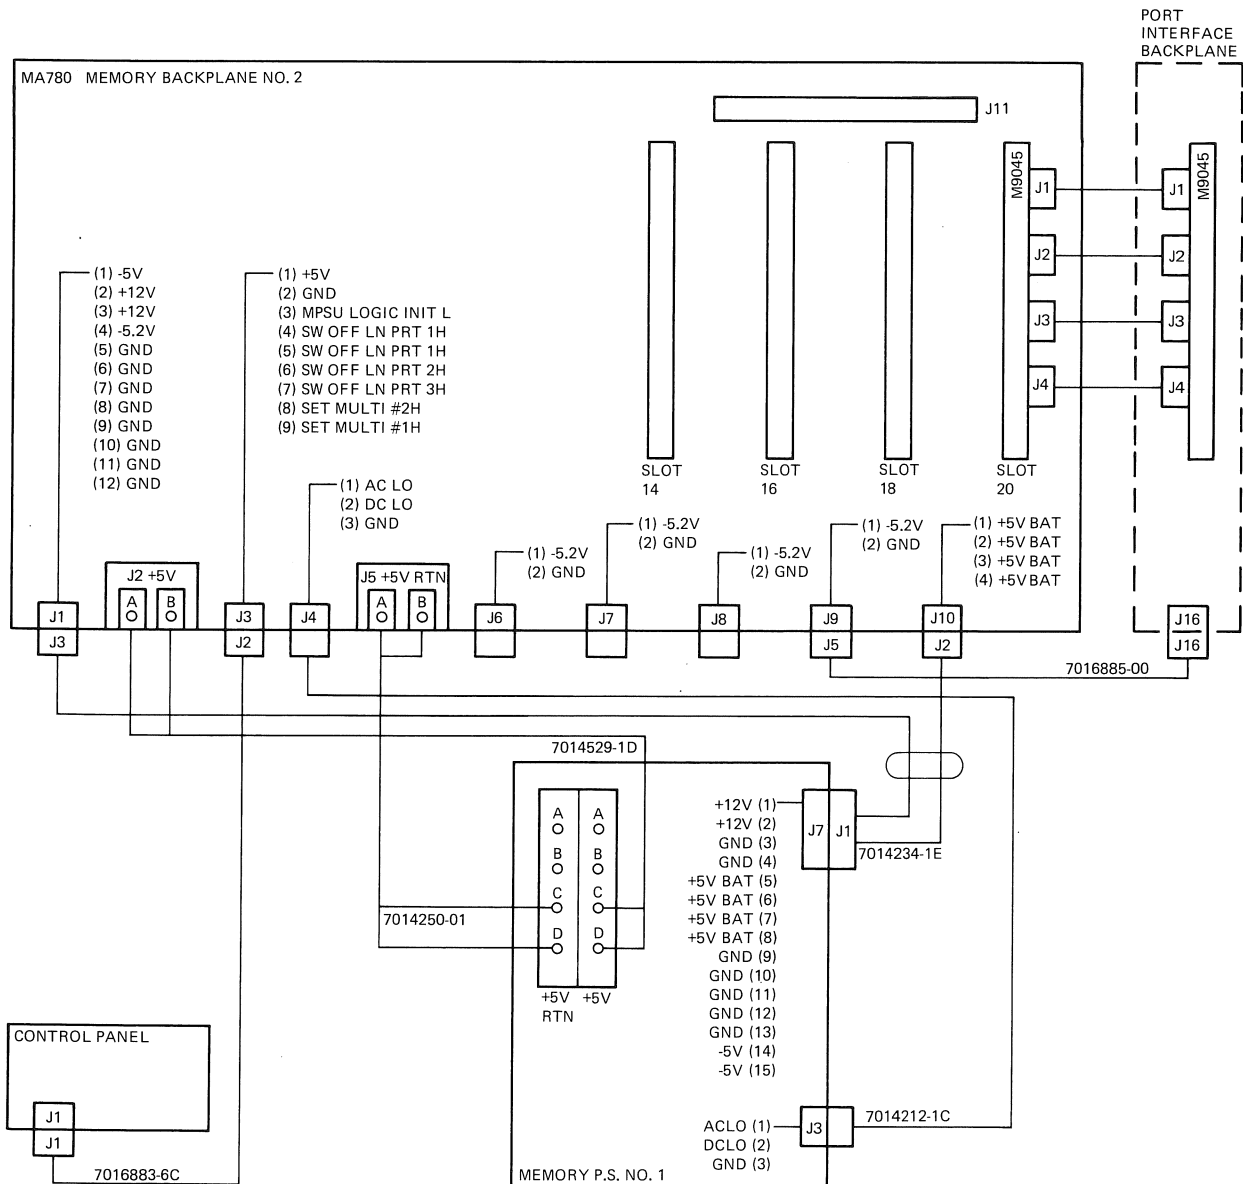 PORT
INTERFACE
BACKPLANE
MA780 MEMORY BACKPLANE NO. 2
J11
M9045
M9045
J1
J1
J2
J2
J3
J3
J4
J4
SLOT
14
SLOT
16
SLOT
18
SLOT
20
(1) -5V
(2) +12V
(3) +12V
(4) -5.2V
(5) GND
(6) GND
(7) GND
(8) GND
(9) GND
(10) GND
(11) GND
(12) GND
(1) +5V
(2) GND
(3) MPSU LOGIC INIT L
(4) SW OFF LN PRT 1H
(5) SW OFF LN PRT 1H
(6) SW OFF LN PRT 2H
(7) SW OFF LN PRT 3H
(8) SET MULTI #2H
(9) SET MULTI #1H
(1) AC LO
(2) DC LO
(3) GND
(1) -5.2V
(2) GND
(1) -5.2V
(2) GND
(1) -5.2V
(2) GND
(1) -5.2V
(2) GND
(1) +5V BAT
(2) +5V BAT
(3) +5V BAT
(4) +5V BAT
J2 +5V
A
B
J5 +5V RTN
A
B
J1
J3
J3
J2
J4
J6
J7
J8
J9
J5
J10
J2
J16
J16
7016885-00
7014529-1D
A
A
B
B
C
C
D
D
+5V
RTN
+5V
7014250-01
+12V (1)
+12V (2)
GND (3)
GND (4)
+5V BAT (5)
+5V BAT (6)
+5V BAT (7)
+5V BAT (8)
GND (9)
GND (10)
GND (11)
GND (12)
GND (13)
-5V (14)
-5V (15)
J7
J1
7014234-1E
CONTROL PANEL
J1
J1
7016883-6C
ACLO (1)
DCLO (2)
GND (3)
J3
7014212-1C
MEMORY P.S. NO. 1